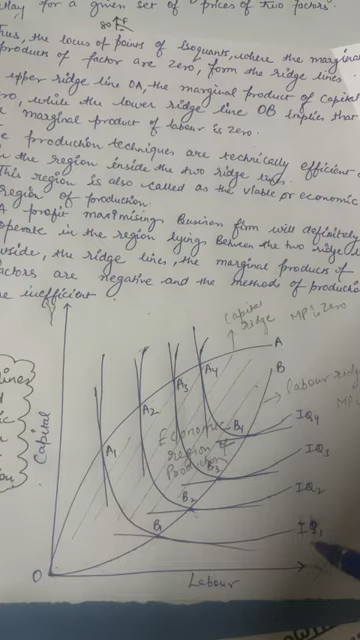 for a given set of prices of two factors.
Thus, the locus of points of isoquants, where the marginal
products of factor are zero, form the ridge lines
upper ridge line OA, the marginal product of capital
zero, while the lower ridge line OB implies that
marginal product of labour is zero.
production techniques are technically efficient
the region inside the two ridge lines.
This region is also called as the viable or economic
region of production.
A profit maximising Business firm will definitely
operate in the region lying between the two ridge
outside, the ridge lines, the marginal products of
factors are negative and the methods of production
are inefficient
Capital
ridge
MP is zero
A
B
labour ridge
MP
A4
A3
A2
A1
B4
B3
B2
B1
IQ4
IQ3
IQ2
IQ1
Economic
region of
Production
Capital
Y
lines
O
Labour